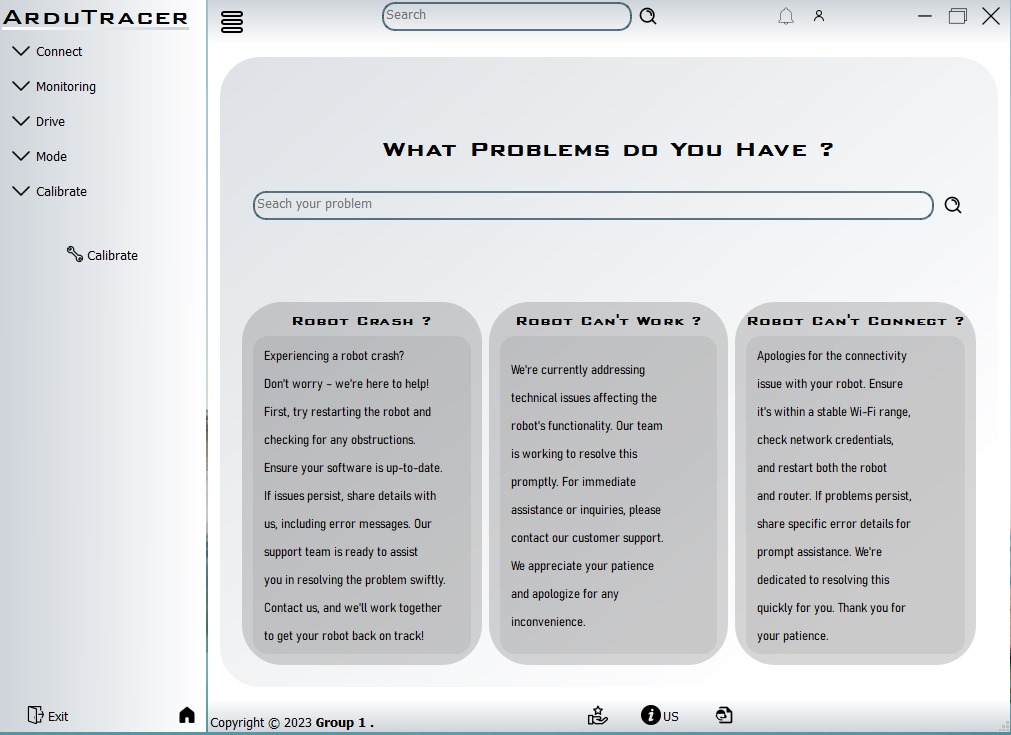 ArduTracer
Search
Connect
Monitoring
Drive
Mode
Calibrate
Calibrate
What Problems do You Have ?
Seach your problem
Robot Crash ?
Experiencing a robot crash?
Don't worry – we're here to help!
First, try restarting the robot and
checking for any obstructions.
Ensure your software is up-to-date.
If issues persist, share details with
us, including error messages. Our
support team is ready to assist
you in resolving the problem swiftly.
Contact us, and we'll work together
to get your robot back on track!
Robot Can't Work ?
We're currently addressing
technical issues affecting the
robot's functionality. Our team
is working to resolve this
promptly. For immediate
assistance or inquiries, please
contact our customer support.
We appreciate your patience
and apologize for any
inconvenience.
Robot Can't Connect ?
Apologies for the connectivity
issue with your robot. Ensure
it's within a stable Wi-Fi range,
check network credentials,
and restart both the robot
and router. If problems persist,
share specific error details for
prompt assistance. We're
dedicated to resolving this
quickly for you. Thank you for
your patience.
Exit
Copyright © 2023 Group 1 .
US